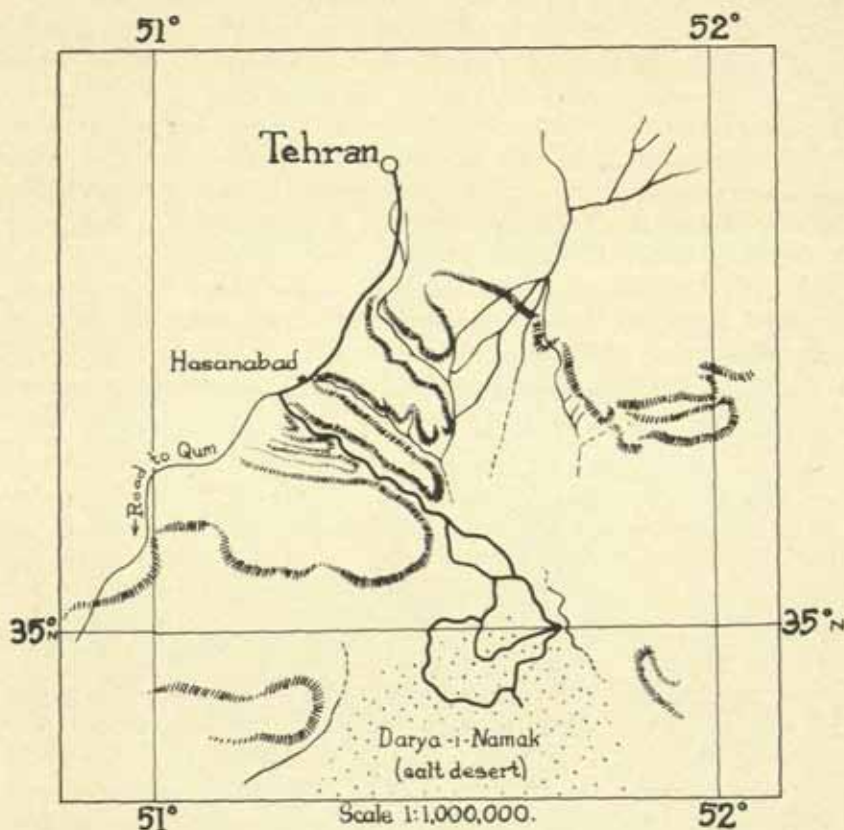 51°
52°
Tehran
Hasanabad
←Road to Qum
35°N
35°N
Darya-i-Namak
(salt desert)
51°
Scale 1:1,000,000.
52°